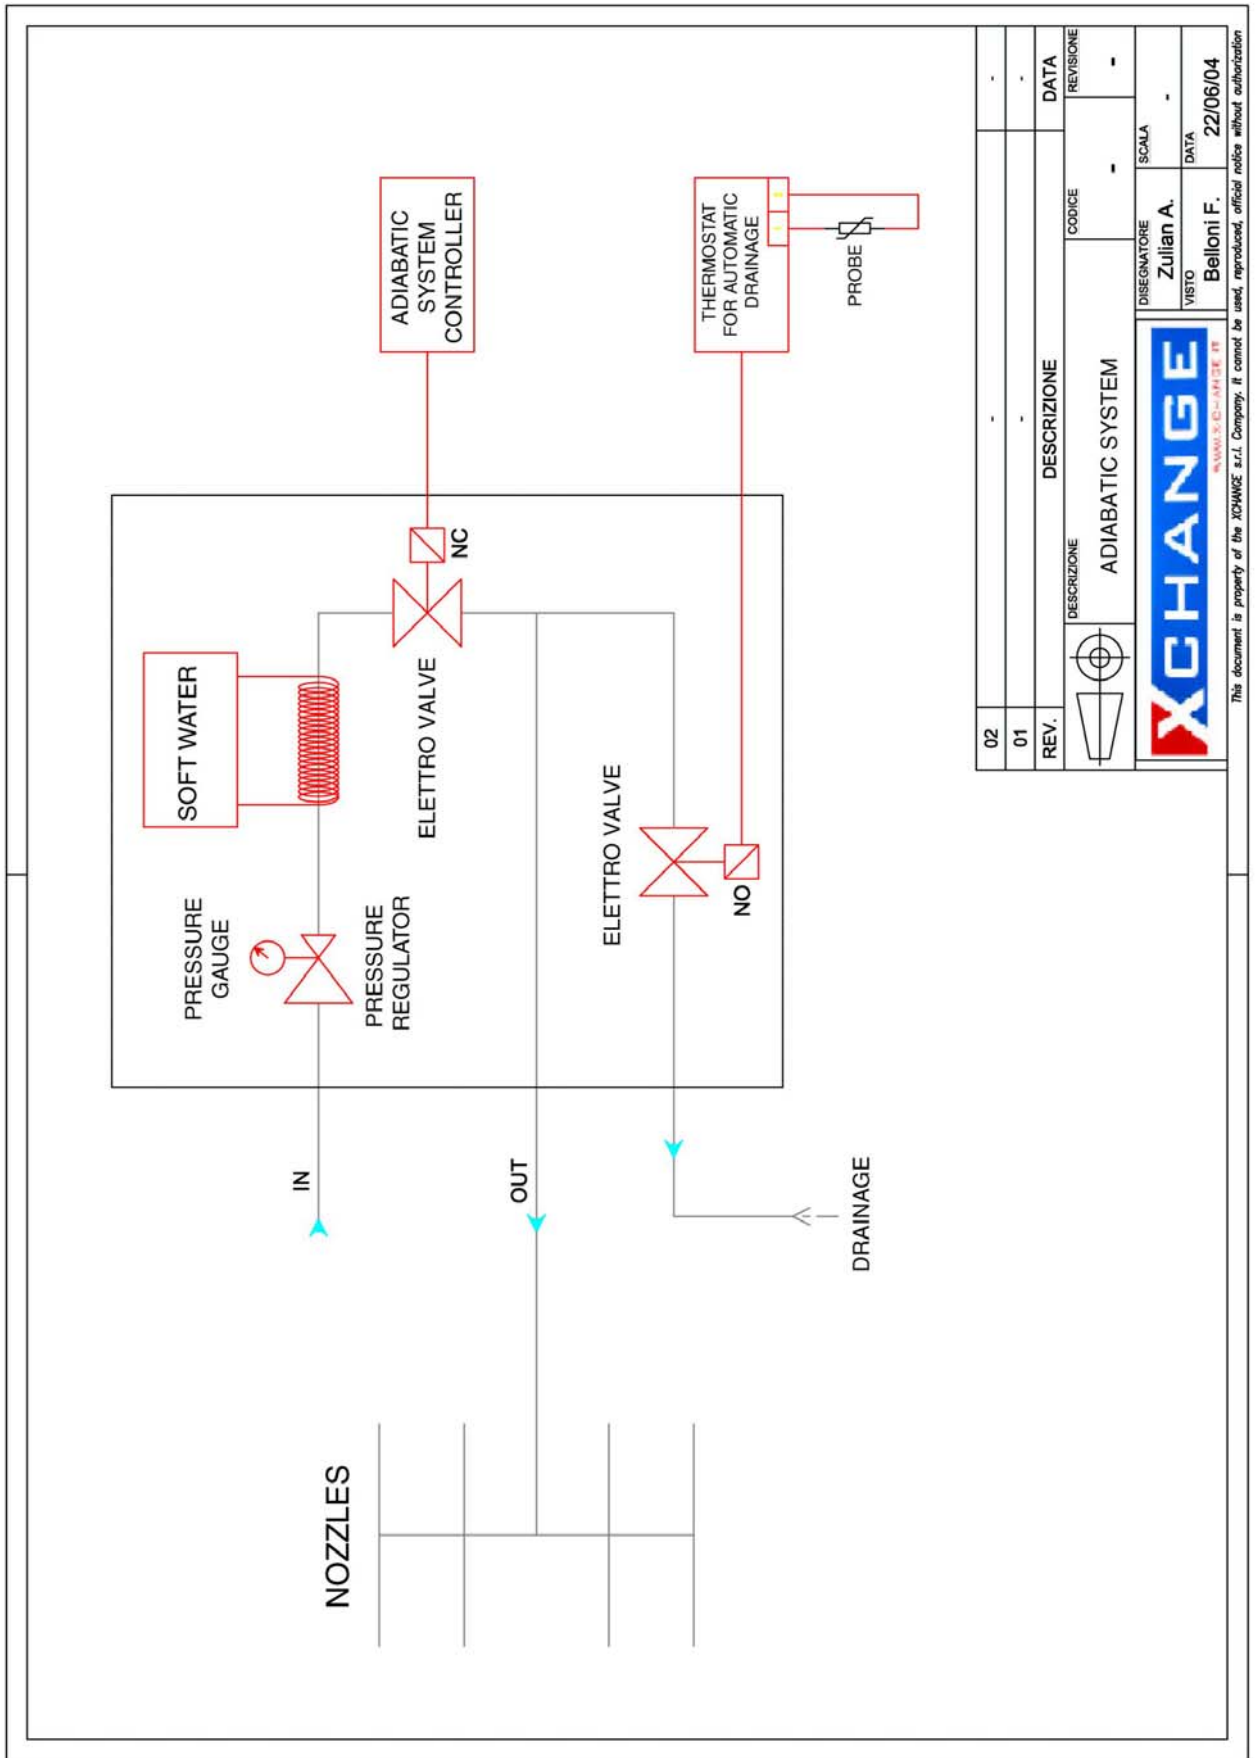 NOZZLES
IN
OUT
DRAINAGE
PRESSURE
GAUGE
PRESSURE
REGULATOR
SOFT WATER
ELETTRO VALVE
NC
ELETTRO VALVE
NO
ADIABATIC
SYSTEM
CONTROLLER
THERMOSTAT
FOR AUTOMATIC
DRAINAGE
PROBE
02 - -
01 - -
REV. DESCRIZIONE DATA
DESCRIZIONE CODICE REVISIONE
ADIABATIC SYSTEM - -
XCHANGE
WWW.X-CHANGE.IT
DISEGNATORE SCALA
Zulian A. -
VISTO DATA
Belloni F. 22/06/04
This document is property of the XCHANGE s.r.l. Company. It cannot be used, reproduced, official notice without authorization